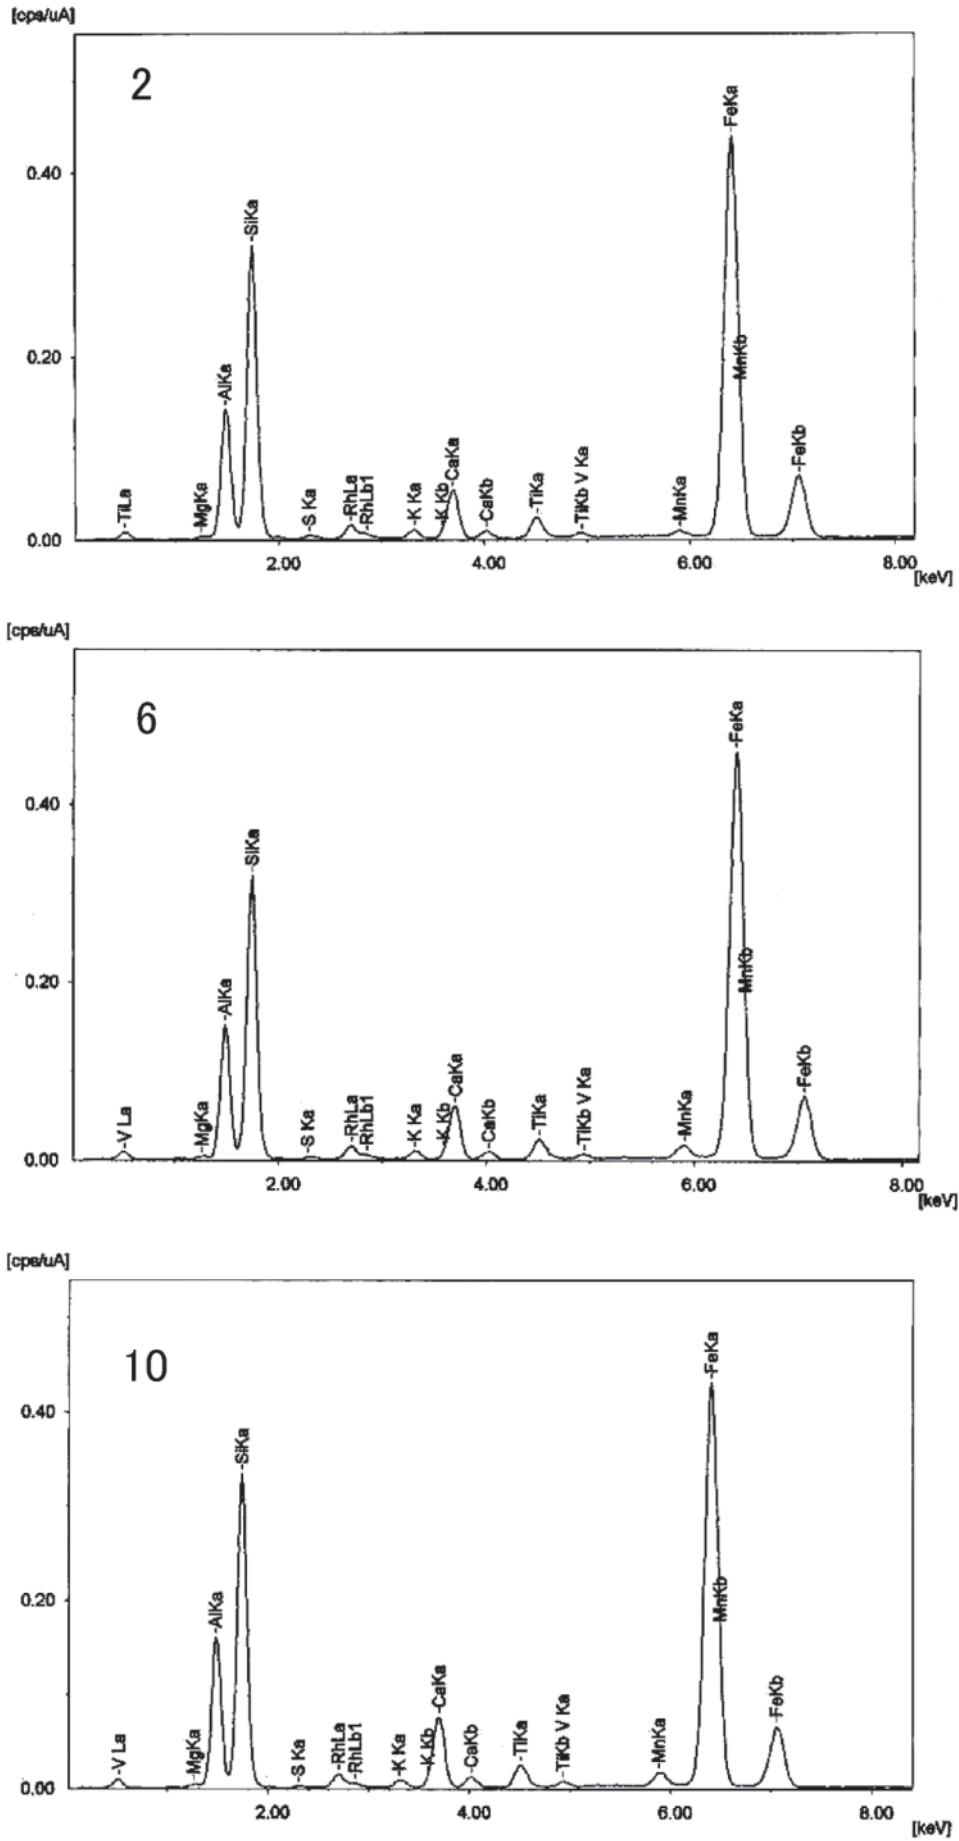 [cps/uA]
2
0.40
0.20
0.00
TiLa
MgKa
AlKa
SiKa
S Ka
RhLa
RhLb1
K Ka
K Kb
CaKa
CaKb
TiKa
TiKb V Ka
MnKa
FeKa
MnKb
FeKb
2.00
4.00
6.00
8.00
[keV]
[cps/uA]
6
0.40
0.20
0.00
V La
MgKa
AlKa
SiKa
S Ka
RhLa
RhLb1
K Ka
K Kb
CaKa
CaKb
TiKa
TiKb V Ka
MnKa
FeKa
MnKb
FeKb
2.00
4.00
6.00
8.00
[keV]
[cps/uA]
10
0.40
0.20
0.00
V La
MgKa
AlKa
SiKa
S Ka
RhLa
RhLb1
K Ka
K Kb
CaKa
CaKb
TiKa
TiKb V Ka
MnKa
FeKa
MnKb
FeKb
2.00
4.00
6.00
8.00
[keV]